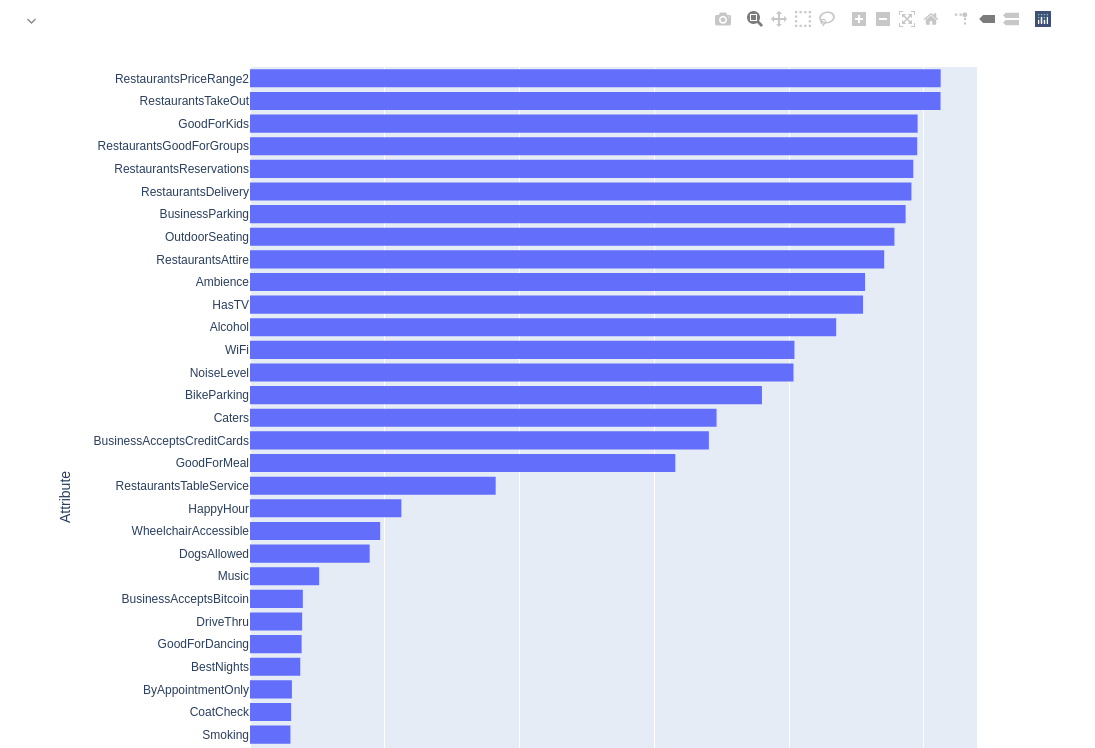 RestaurantsPriceRange2
RestaurantsTakeOut
GoodForKids
RestaurantsGoodForGroups
RestaurantsReservations
RestaurantsDelivery
BusinessParking
OutdoorSeating
RestaurantsAttire
Ambience
HasTV
Alcohol
WiFi
NoiseLevel
BikeParking
Caters
BusinessAcceptsCreditCards
GoodForMeal
RestaurantsTableService
HappyHour
WheelchairAccessible
DogsAllowed
Music
BusinessAcceptsBitcoin
DriveThru
GoodForDancing
BestNights
ByAppointmentOnly
CoatCheck
Smoking
Attribute